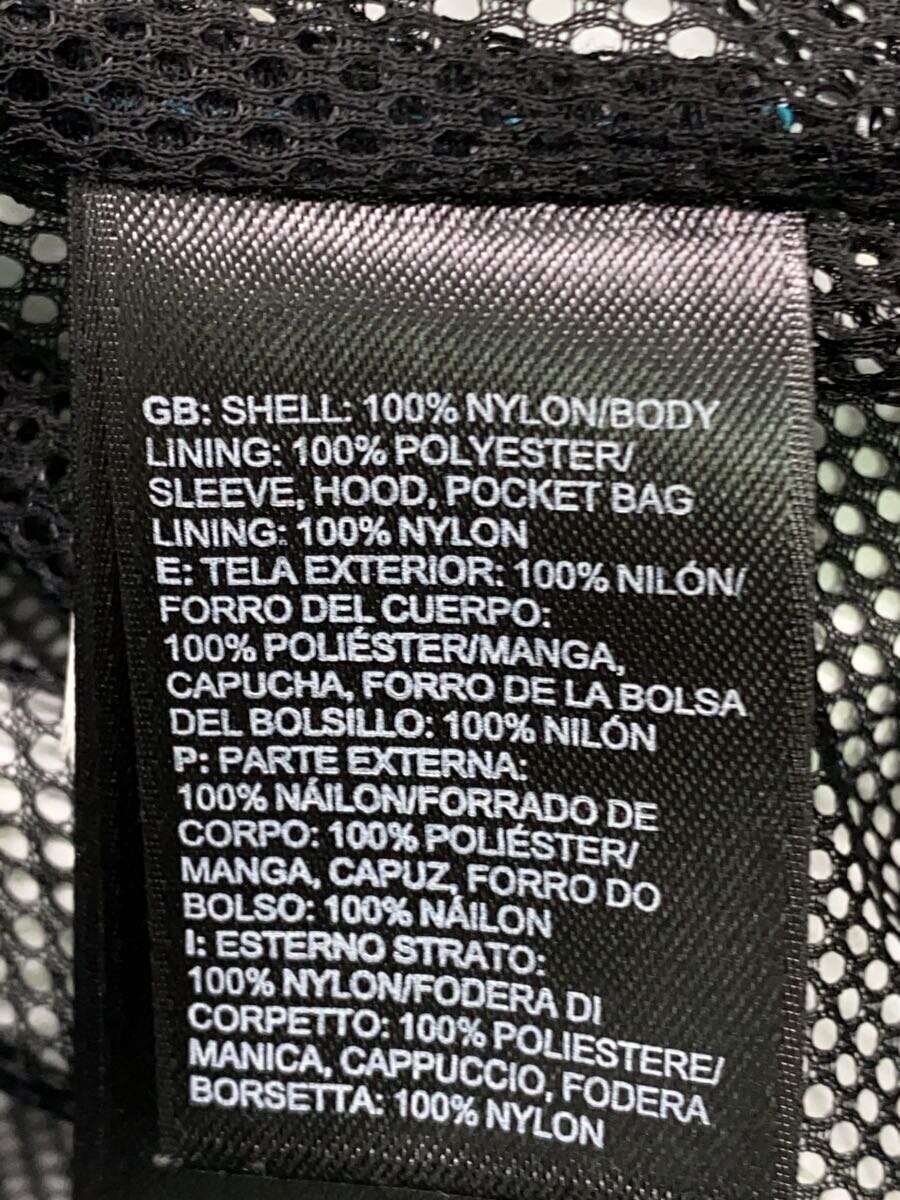 GB: SHELL: 100% NYLON/BODY
LINING: 100% POLYESTER/
SLEEVE, HOOD, POCKET BAG
LINING: 100% NYLON
E: TELA EXTERIOR: 100% NILÓN/
FORRO DEL CUERPO:
100% POLIÉSTER/MANGA,
CAPUCHA, FORRO DE LA BOLSA
DEL BOLSILLO: 100% NILÓN
P: PARTE EXTERNA:
100% NÁILON/FORRADO DE
CORPO: 100% POLIÉSTER/
MANGA, CAPUZ, FORRO DO
BOLSO: 100% NÁILON
I: ESTERNO STRATO:
100% NYLON/FODERA DI
CORPETTO: 100% POLIESTERE/
MANICA, CAPPUCCIO, FODERA
BORSETTA: 100% NYLON